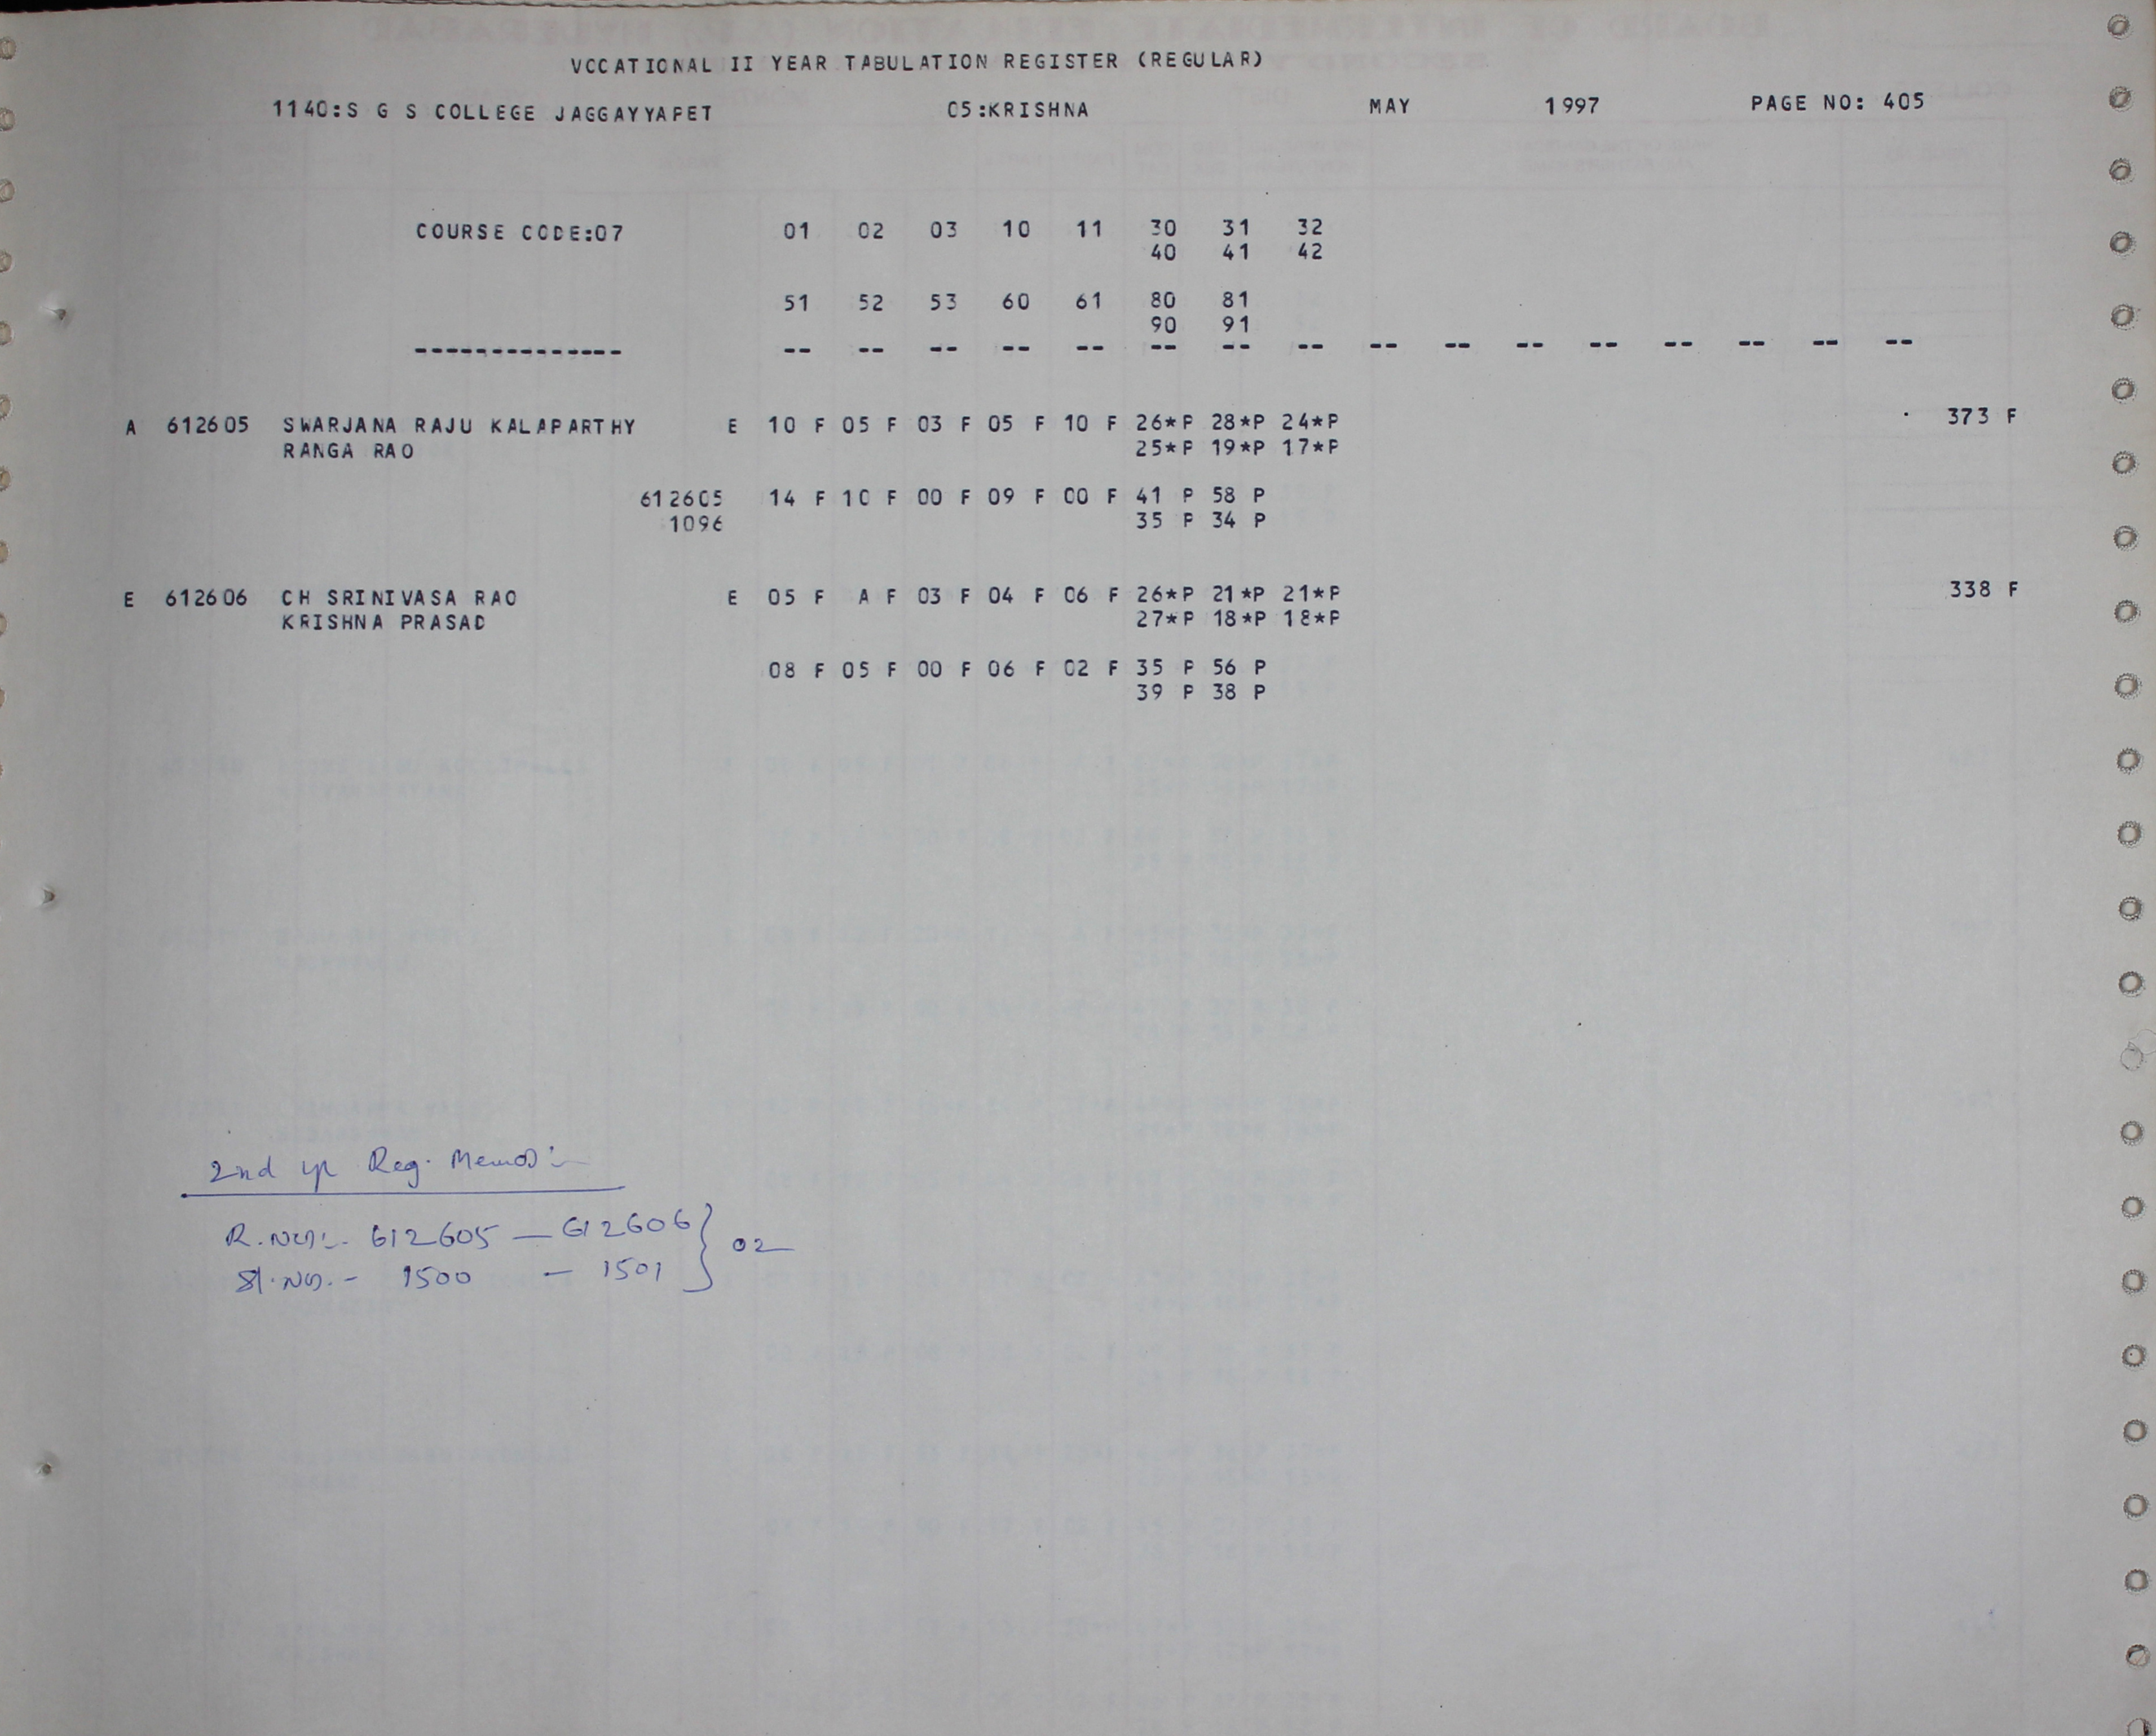 VOCATIONAL II YEAR TABULATION REGISTER (REGULAR)
1140:S G S COLLEGE JAGGAYYAPET 05:KRISHNA MAY 1997 PAGE NO: 405
COURSE CODE:07 01 02 03 10 11 30 31 32
40 41 42
51 52 53 60 61 80 81
90 91
-------------- -- -- -- -- -- -- -- -- -- -- -- -- -- -- -- --
A 612605 SWARJANA RAJU KALAPARTHY E 10 F 05 F 03 F 05 F 10 F 26*P 28*P 24*P 373 F
RANGA RAO 25*P 19*P 17*P
612605 14 F 10 F 00 F 09 F 00 F 41 P 58 P
1096 35 P 34 P
E 612606 CH SRINIVASA RAO E 05 F A F 03 F 04 F 06 F 26*P 21*P 21*P 338 F
KRISHNA PRASAD 27*P 18*P 18*P
08 F 05 F 00 F 06 F 02 F 35 P 56 P
39 P 38 P
2nd yr Reg. Memos:-
R.Nos:- 612605 — 612606 } 02
Sl.No.- 1500 - 1501